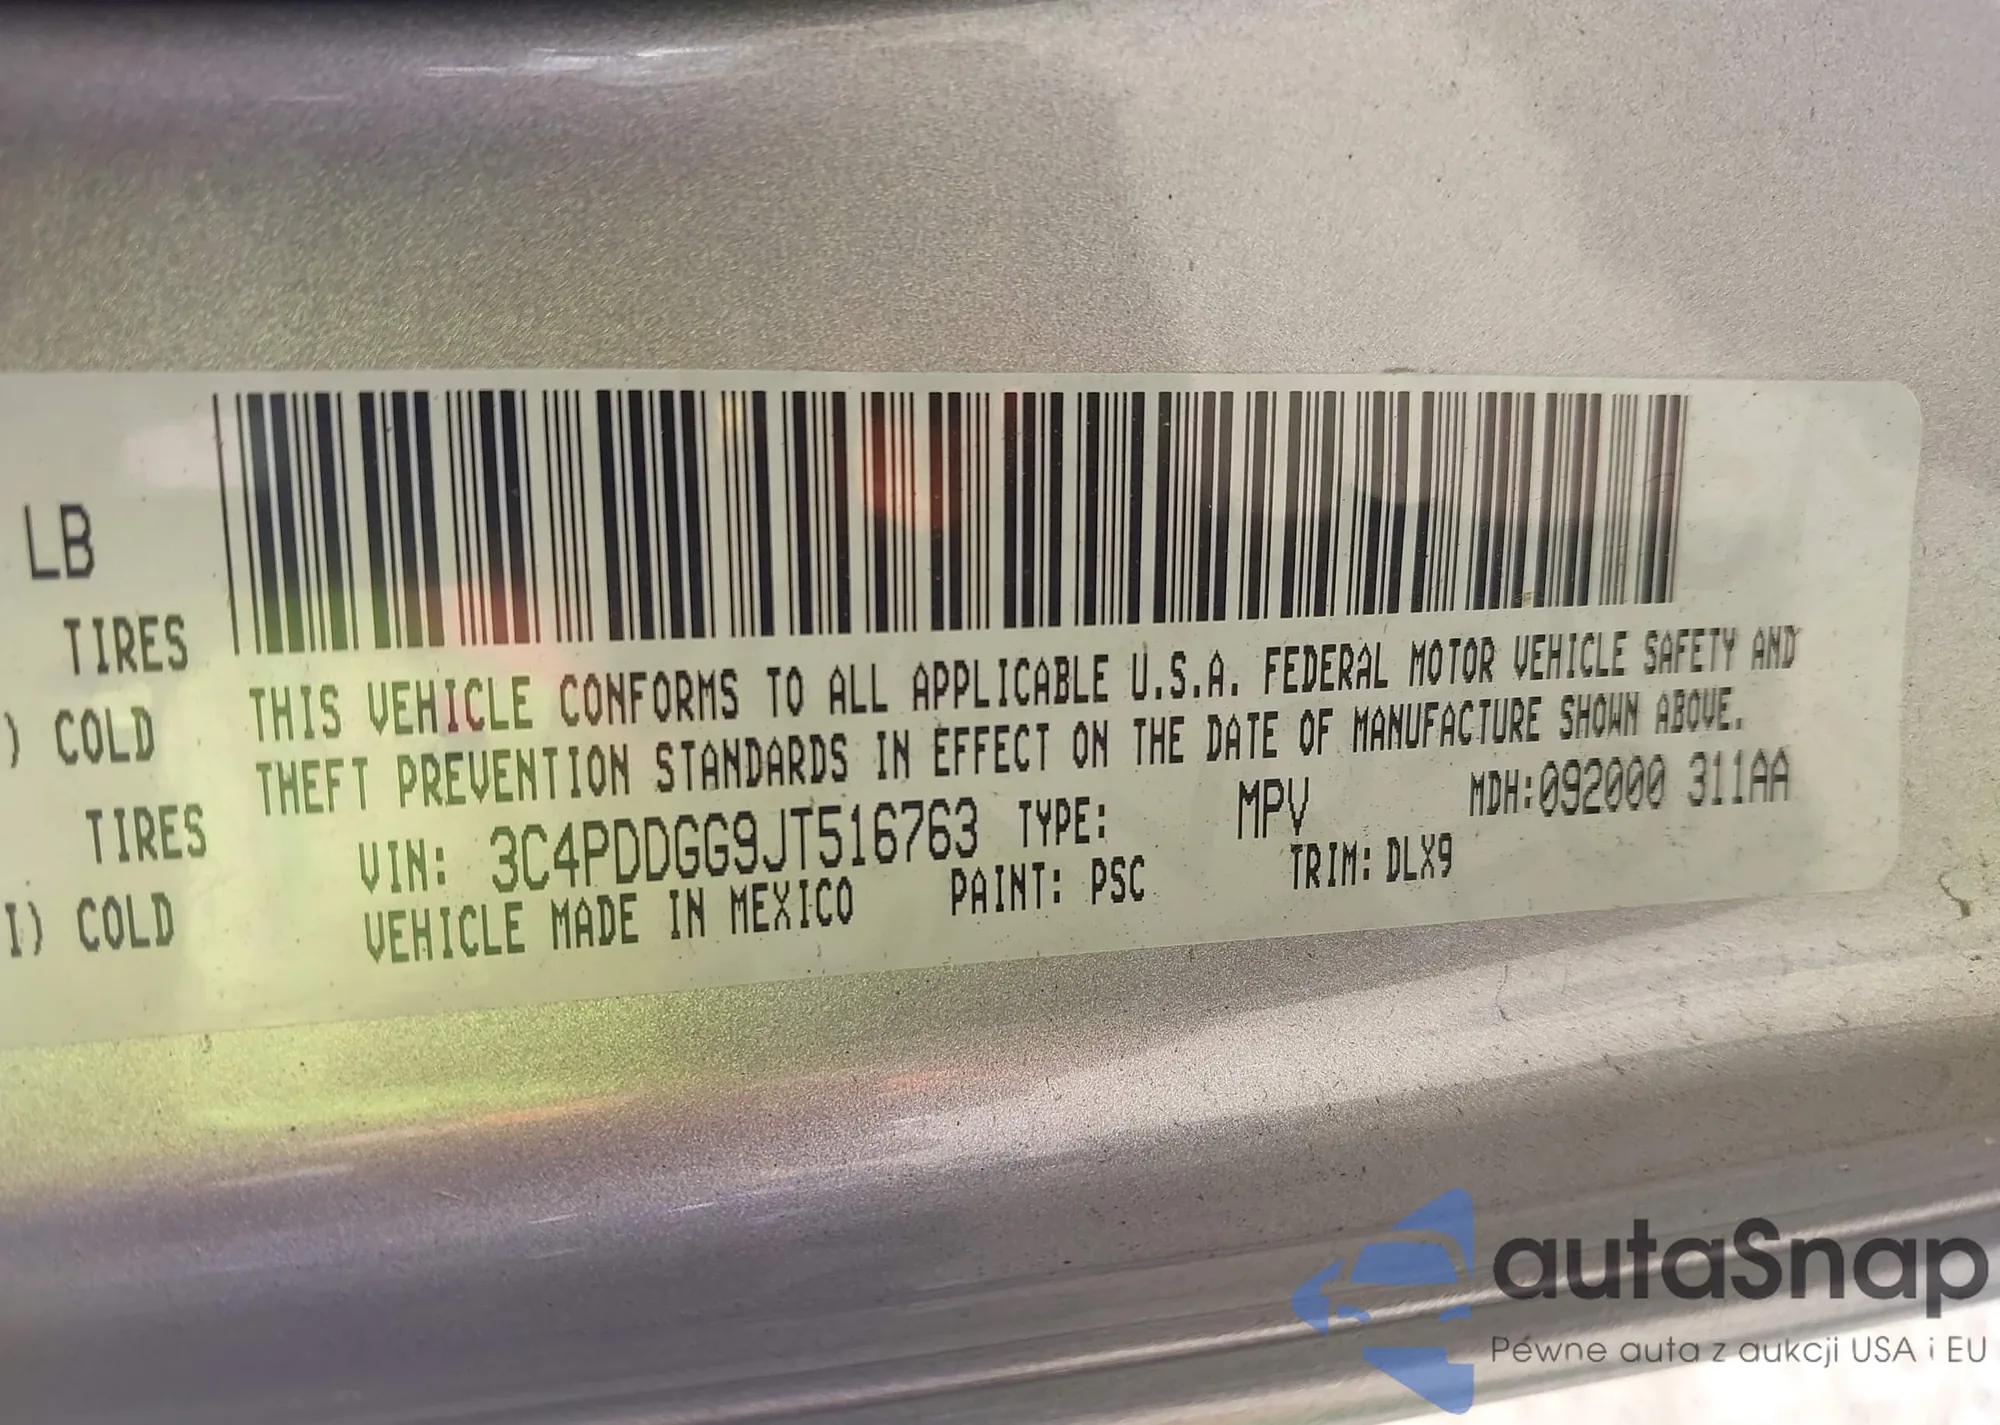 LB
TIRES
) COLD
TIRES
I) COLD
THIS VEHICLE CONFORMS TO ALL APPLICABLE U.S.A. FEDERAL MOTOR VEHICLE SAFETY AND
THEFT PREVENTION STANDARDS IN EFFECT ON THE DATE OF MANUFACTURE SHOWN ABOVE.
MDH:092000 311AA
VIN: 3C4PDDGG9JT516763 TYPE: MPV
VEHICLE MADE IN MEXICO PAINT: PSC TRIM: DLX9
autaSnap
Pewne auta z aukcji USA i EU